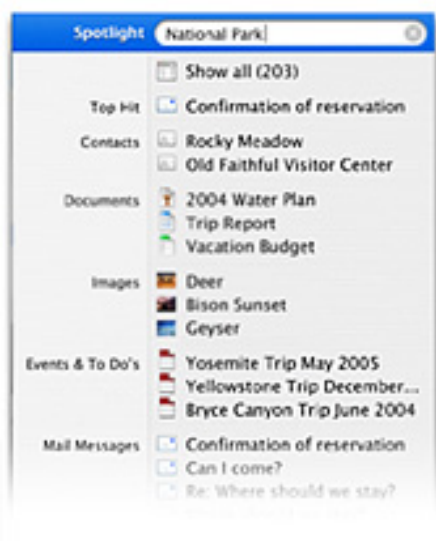 Spotlight National Park
Show all (203)
Top Hit Confirmation of reservation
Contacts Rocky Meadow
Old Faithful Visitor Center
Documents 2004 Water Plan
Trip Report
Vacation Budget
Images Deer
Bison Sunset
Geyser
Events & To Do's Yosemite Trip May 2005
Yellowstone Trip December...
Bryce Canyon Trip June 2004
Mail Messages Confirmation of reservation
Can I come?
Re: Where should we stay?